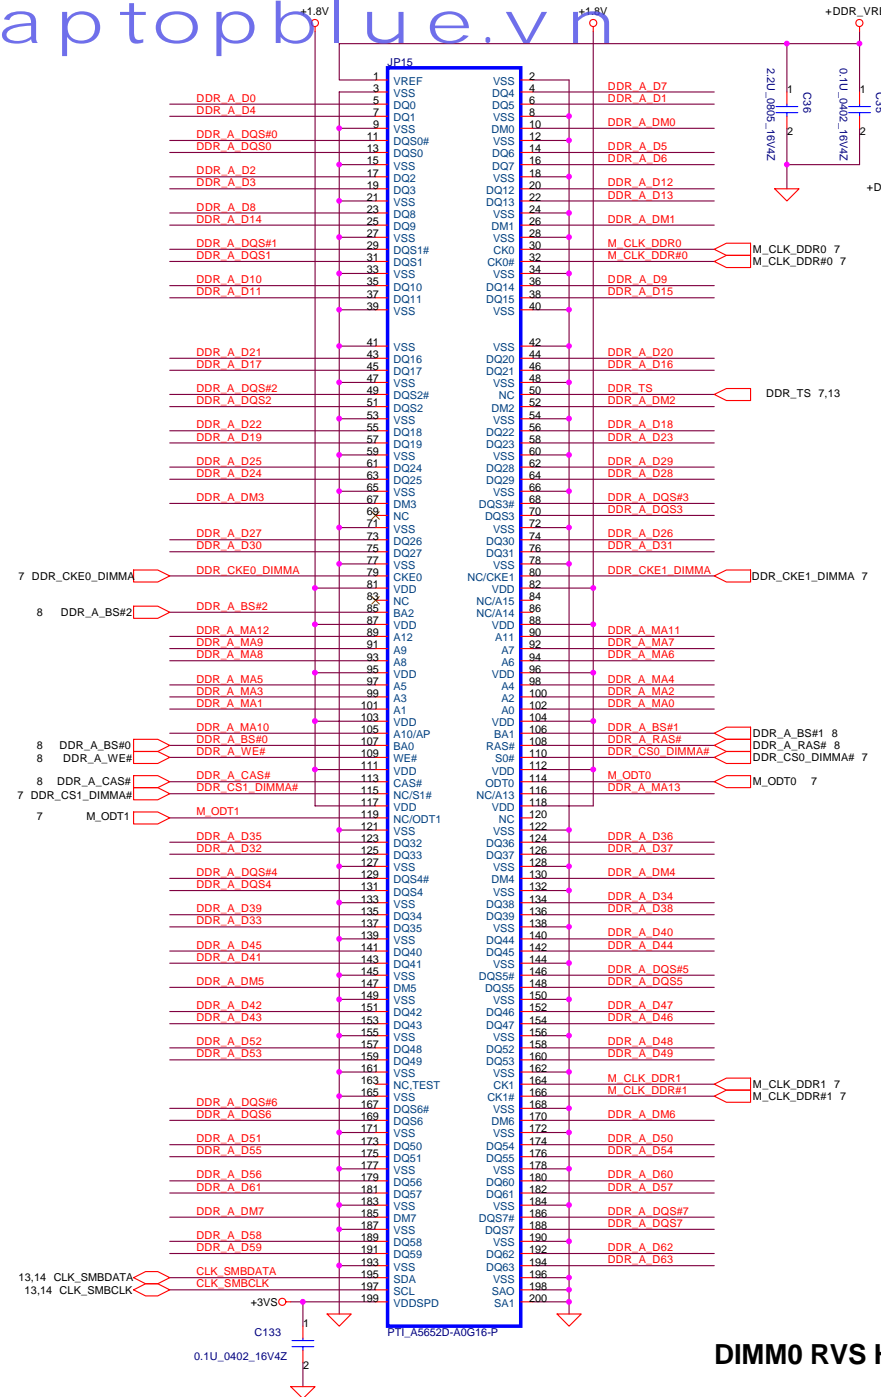 aptopblue.vn
+1.8V +1.8V +DDR_VR
JP15
1 VREF VSS 2
3 VSS DQ4 4 DDR_A_D7
DDR_A_D0 5 DQ0 DQ5 6 DDR_A_D1
DDR_A_D4 7 DQ1 VSS 8
9 VSS DM0 10 DDR_A_DM0
DDR_A_DQS#0 11 DQS0# VSS 12
DDR_A_DQS0 13 DQS0 DQ6 14 DDR_A_D5
15 VSS DQ7 16 DDR_A_D6
DDR_A_D2 17 DQ2 VSS 18
DDR_A_D3 19 DQ3 DQ12 20 DDR_A_D12
21 VSS DQ13 22 DDR_A_D13
DDR_A_D8 23 DQ8 VSS 24
DDR_A_D14 25 DQ9 DM1 26 DDR_A_DM1
27 VSS VSS 28
DDR_A_DQS#1 29 DQS1# CK0 30 M_CLK_DDR0 M_CLK_DDR0 7
DDR_A_DQS1 31 DQS1 CK0# 32 M_CLK_DDR#0 M_CLK_DDR#0 7
33 VSS VSS 34
DDR_A_D10 35 DQ10 DQ14 36 DDR_A_D9
DDR_A_D11 37 DQ11 DQ15 38 DDR_A_D15
39 VSS VSS 40
41 VSS VSS 42
DDR_A_D21 43 DQ16 DQ20 44 DDR_A_D20
DDR_A_D17 45 DQ17 DQ21 46 DDR_A_D16
47 VSS VSS 48
DDR_A_DQS#2 49 DQS2# NC 50 DDR_TS DDR_TS 7,13
DDR_A_DQS2 51 DQS2 DM2 52 DDR_A_DM2
53 VSS VSS 54
DDR_A_D22 55 DQ18 DQ22 56 DDR_A_D18
DDR_A_D19 57 DQ19 DQ23 58 DDR_A_D23
59 VSS VSS 60
DDR_A_D25 61 DQ24 DQ28 62 DDR_A_D29
DDR_A_D24 63 DQ25 DQ29 64 DDR_A_D28
65 VSS VSS 66
DDR_A_DM3 67 DM3 DQS3# 68 DDR_A_DQS#3
69 NC DQS3 70 DDR_A_DQS3
71 VSS VSS 72
DDR_A_D27 73 DQ26 DQ30 74 DDR_A_D26
DDR_A_D30 75 DQ27 DQ31 76 DDR_A_D31
77 VSS VSS 78
7 DDR_CKE0_DIMMA DDR_CKE0_DIMMA 79 CKE0 NC/CKE1 80 DDR_CKE1_DIMMA DDR_CKE1_DIMMA 7
81 VDD VDD 82
83 NC NC/A15 84
8 DDR_A_BS#2 DDR_A_BS#2 85 BA2 NC/A14 86
87 VDD VDD 88
DDR_A_MA12 89 A12 A11 90 DDR_A_MA11
DDR_A_MA9 91 A9 A7 92 DDR_A_MA7
DDR_A_MA8 93 A8 A6 94 DDR_A_MA6
95 VDD VDD 96
DDR_A_MA5 97 A5 A4 98 DDR_A_MA4
DDR_A_MA3 99 A3 A2 100 DDR_A_MA2
DDR_A_MA1 101 A1 A0 102 DDR_A_MA0
103 VDD VDD 104
DDR_A_MA10 105 A10/AP BA1 106 DDR_A_BS#1 DDR_A_BS#1 8
8 DDR_A_BS#0 DDR_A_BS#0 107 BA0 RAS# 108 DDR_A_RAS# DDR_A_RAS# 8
8 DDR_A_WE# DDR_A_WE# 109 WE# S0# 110 DDR_CS0_DIMMA# DDR_CS0_DIMMA# 7
111 VDD VDD 112
8 DDR_A_CAS# DDR_A_CAS# 113 CAS# ODT0 114 M_ODT0 M_ODT0 7
7 DDR_CS1_DIMMA# DDR_CS1_DIMMA# 115 NC/S1# NC/A13 116 DDR_A_MA13
117 VDD VDD 118
7 M_ODT1 M_ODT1 119 NC/ODT1 NC 120
121 VSS VSS 122
DDR_A_D35 123 DQ32 DQ36 124 DDR_A_D36
DDR_A_D32 125 DQ33 DQ37 126 DDR_A_D37
127 VSS VSS 128
DDR_A_DQS#4 129 DQS4# DM4 130 DDR_A_DM4
DDR_A_DQS4 131 DQS4 VSS 132
133 VSS DQ38 134 DDR_A_D34
DDR_A_D39 135 DQ34 DQ39 136 DDR_A_D38
DDR_A_D33 137 DQ35 VSS 138
139 VSS DQ44 140 DDR_A_D40
DDR_A_D45 141 DQ40 DQ45 142 DDR_A_D44
DDR_A_D41 143 DQ41 VSS 144
145 VSS DQS5# 146 DDR_A_DQS#5
DDR_A_DM5 147 DM5 DQS5 148 DDR_A_DQS5
149 VSS VSS 150
DDR_A_D42 151 DQ42 DQ46 152 DDR_A_D47
DDR_A_D43 153 DQ43 DQ47 154 DDR_A_D46
155 VSS VSS 156
DDR_A_D52 157 DQ48 DQ52 158 DDR_A_D48
DDR_A_D53 159 DQ49 DQ53 160 DDR_A_D49
161 VSS VSS 162
163 NC,TEST CK1 164 M_CLK_DDR1 M_CLK_DDR1 7
165 VSS CK1# 166 M_CLK_DDR#1 M_CLK_DDR#1 7
DDR_A_DQS#6 167 DQS6# VSS 168
DDR_A_DQS6 169 DQS6 DM6 170 DDR_A_DM6
171 VSS VSS 172
DDR_A_D51 173 DQ50 DQ54 174 DDR_A_D50
DDR_A_D55 175 DQ51 DQ55 176 DDR_A_D54
177 VSS VSS 178
DDR_A_D56 179 DQ56 DQ60 180 DDR_A_D60
DDR_A_D61 181 DQ57 DQ61 182 DDR_A_D57
183 VSS VSS 184
DDR_A_DM7 185 DM7 DQS7# 186 DDR_A_DQS#7
187 VSS DQS7 188 DDR_A_DQS7
DDR_A_D58 189 DQ58 VSS 190
DDR_A_D59 191 DQ59 DQ62 192 DDR_A_D62
193 VSS DQ63 194 DDR_A_D63
13,14 CLK_SMBDATA CLK_SMBDATA 195 SDA VSS 196
13,14 CLK_SMBCLK CLK_SMBCLK 197 SCL SAO 198
+3VS 199 VDDSPD SA1 200
PTI_A5652D-A0G16-P
C133
0.1U_0402_16V4Z
1
2
2.2U_0805_16V4Z
C36
1
2
0.1U_0402_16V4Z
C35
1
2
+D
DIMM0 RVS